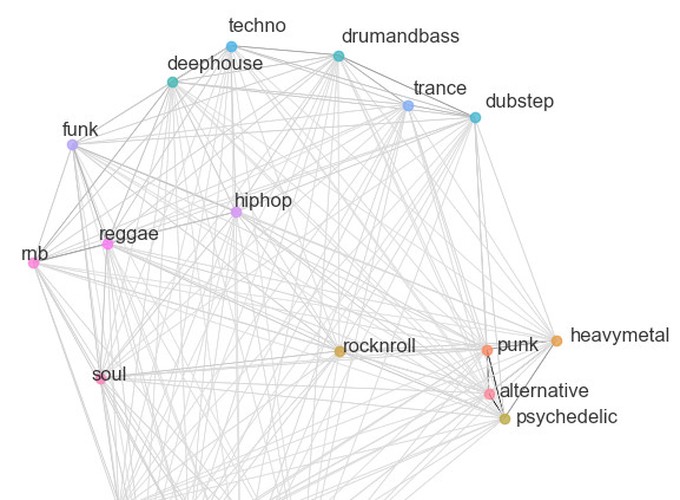 techno
drumandbass
deephouse
trance
dubstep
funk
hiphop
reggae
rnb
rocknroll
punk
heavymetal
soul
alternative
psychedelic